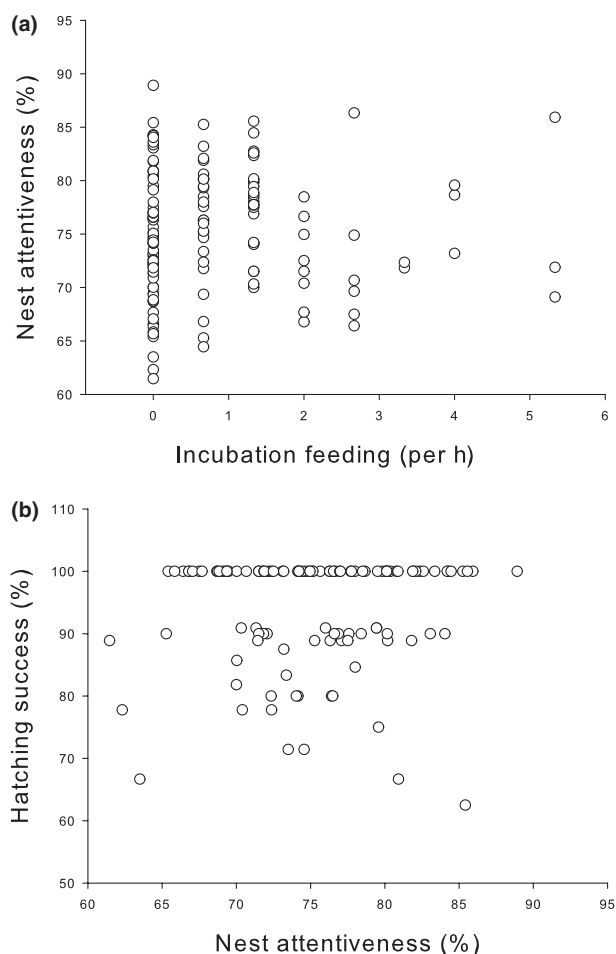 (a)
95
90
85
80
75
70
65
60
Nest attentiveness (%)
0 1 2 3 4 5 6
Incubation feeding (per h)
(b)
110
100
90
80
70
60
50
Hatching success (%)
60 65 70 75 80 85 90 95
Nest attentiveness (%)